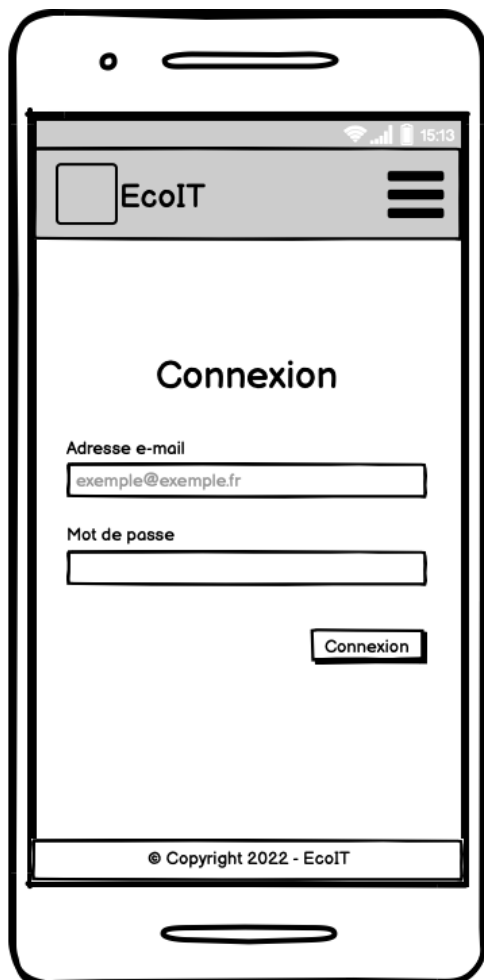 15:13
EcoIT
Connexion
Adresse e-mail
exemple@exemple.fr
Mot de passe
Connexion
© Copyright 2022 - EcoIT